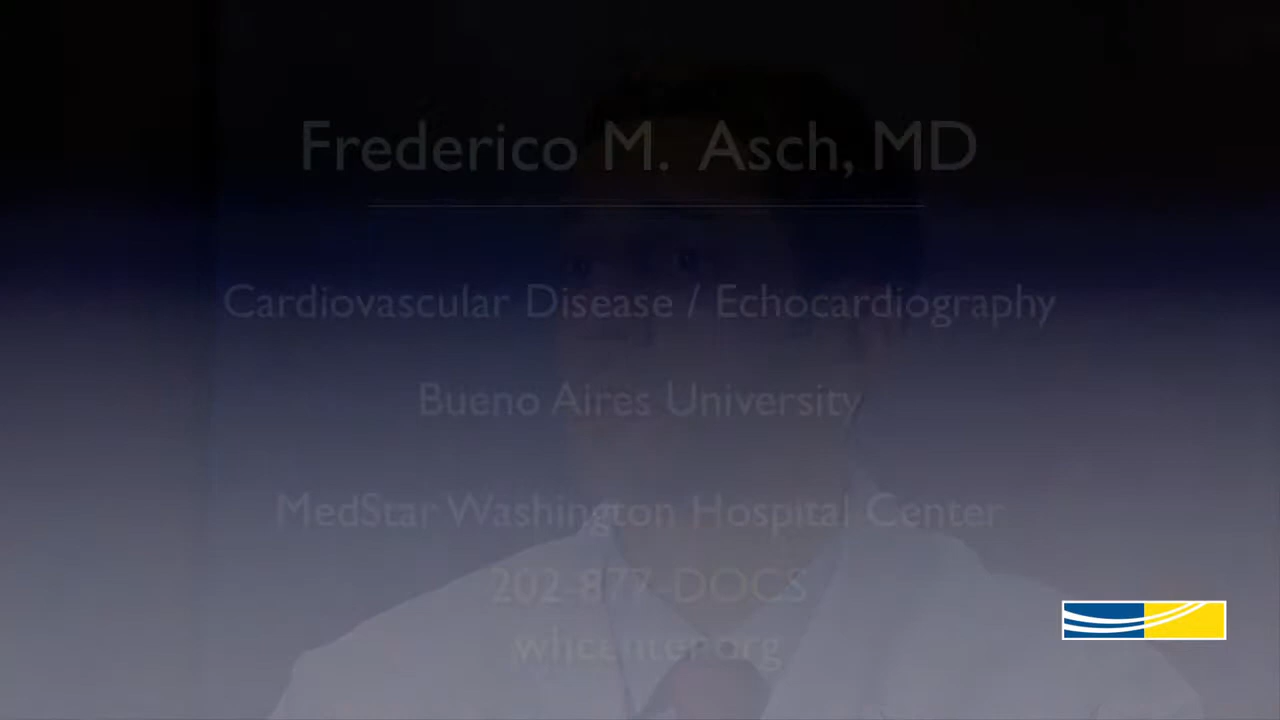 Frederico M. Asch, MD
Cardiovascular Disease / Echocardiography
Bueno Aires University
MedStar Washington Hospital Center
202-877-DOCS
whcenter.org